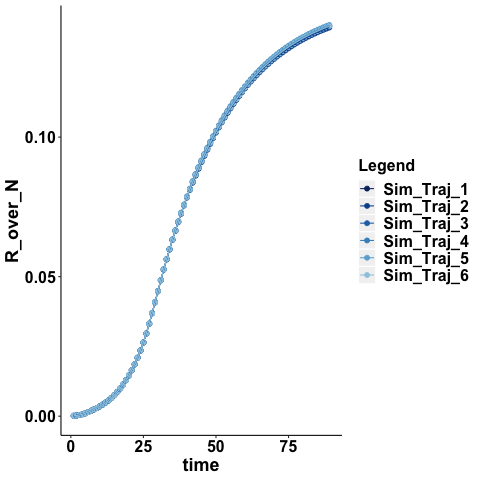 R_over_N
0.10
0.05
0.00
0
25
50
75
time
Legend
Sim_Traj_1
Sim_Traj_2
Sim_Traj_3
Sim_Traj_4
Sim_Traj_5
Sim_Traj_6